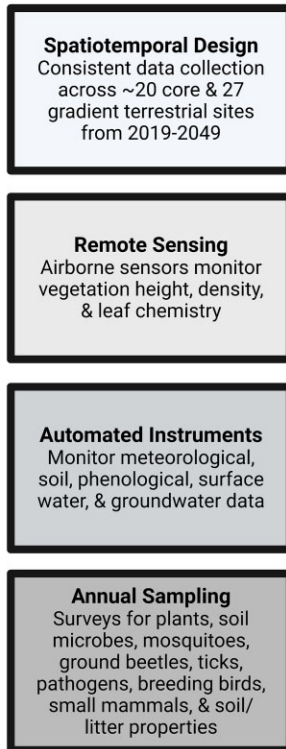 Spatiotemporal Design
Consistent data collection
across ~20 core & 27
gradient terrestrial sites
from 2019-2049
Remote Sensing
Airborne sensors monitor
vegetation height, density,
& leaf chemistry
Automated Instruments
Monitor meteorological,
soil, phenological, surface
water, & groundwater data
Annual Sampling
Surveys for plants, soil
microbes, mosquitoes,
ground beetles, ticks,
pathogens, breeding birds,
small mammals, & soil/
litter properties